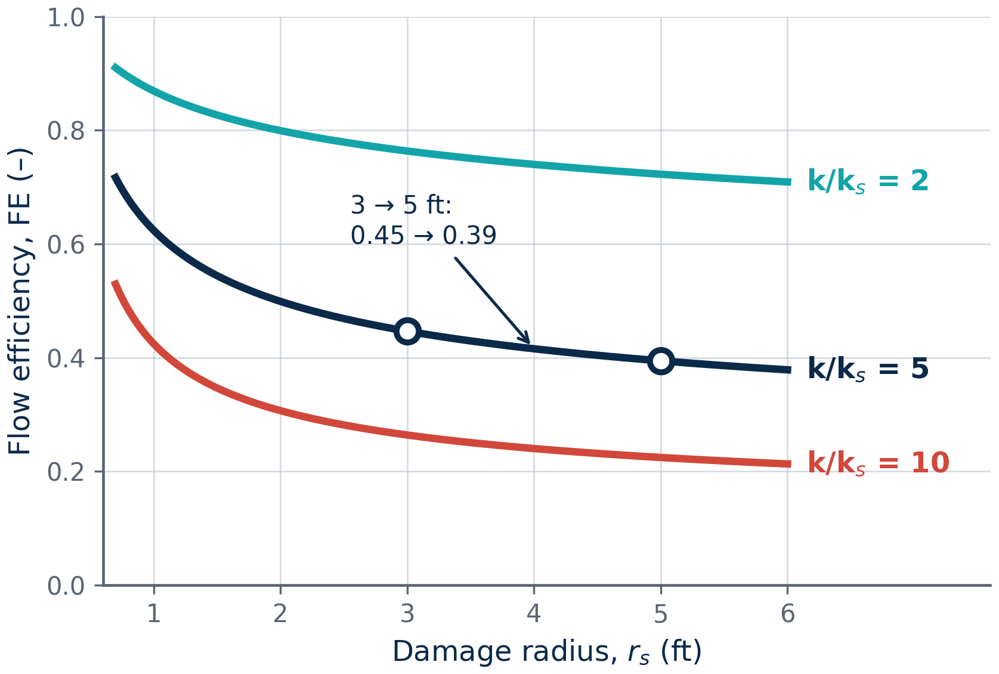 1.0
0.8
0.6
0.4
0.2
0.0
Flow efficiency, FE (–)
3 → 5 ft:
0.45 → 0.39
k/kₛ = 2
k/kₛ = 5
k/kₛ = 10
1 2 3 4 5 6
Damage radius, rₛ (ft)